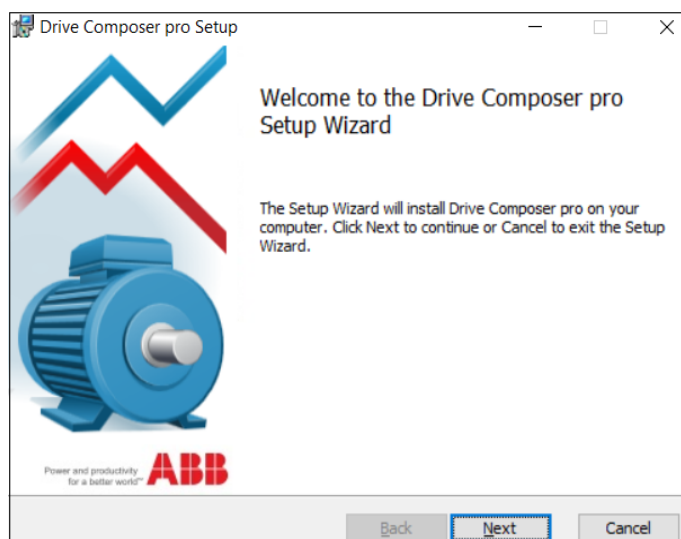 Drive Composer pro Setup
Welcome to the Drive Composer pro
Setup Wizard
The Setup Wizard will install Drive Composer pro on your
computer. Click Next to continue or Cancel to exit the Setup
Wizard.
Power and productivity
for a better world™
ABB
Back
Next
Cancel